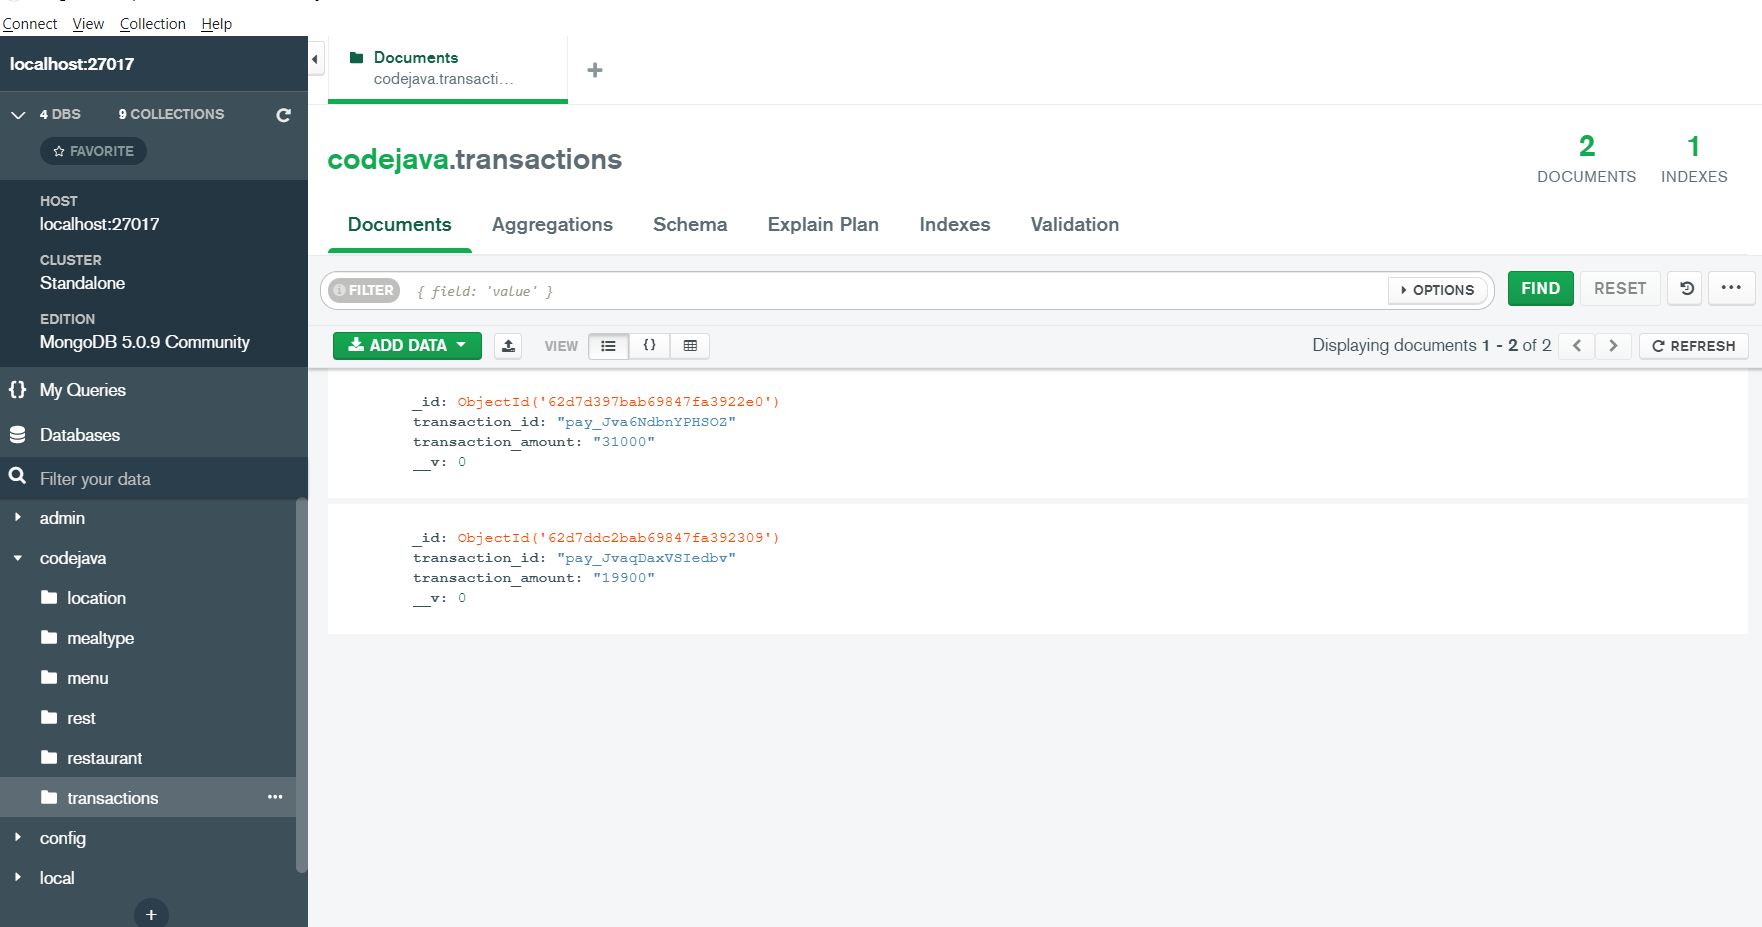 Connect View Collection Help
localhost:27017
4 DBS 9 COLLECTIONS
FAVORITE
HOST
localhost:27017
CLUSTER
Standalone
EDITION
MongoDB 5.0.9 Community
My Queries
Databases
Filter your data
admin
codejava
location
mealtype
menu
rest
restaurant
transactions
config
local
Documents
codejava.transacti...
codejava.transactions
2 DOCUMENTS
1 INDEXES
Documents Aggregations Schema Explain Plan Indexes Validation
FILTER { field: 'value' } OPTIONS FIND RESET
ADD DATA VIEW Displaying documents 1 - 2 of 2 REFRESH
_id: ObjectId('62d7d397bab69847fa3922e0')
transaction_id: "pay_Jva6NdbnYPHSOZ"
transaction_amount: "31000"
__v: 0
_id: ObjectId('62d7ddc2bab69847fa392309')
transaction_id: "pay_JvaqDaxVSIedbv"
transaction_amount: "19900"
__v: 0